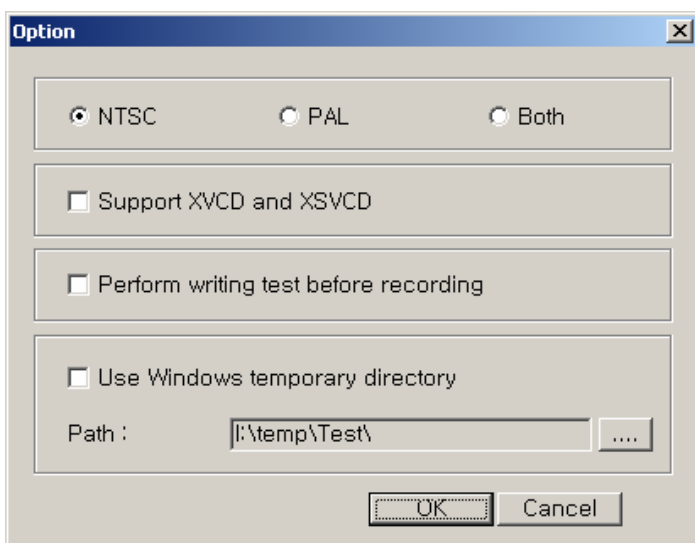 Option
NTSC PAL Both
Support XVCD and XSVCD
Perform writing test before recording
Use Windows temporary directory
Path : I:\temp\Test\ ....
OK Cancel